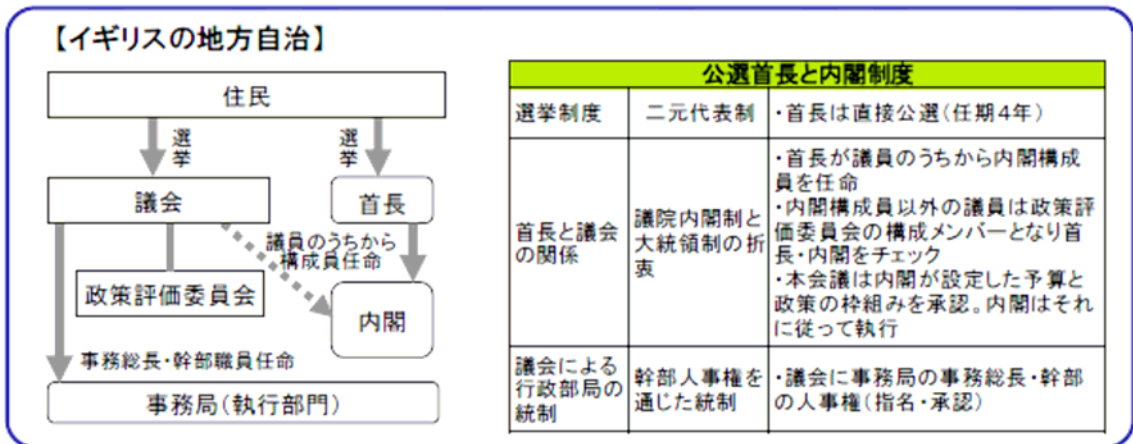 【イギリスの地方自治】
住民
選挙
選挙
議会
首長
議員のうちから
構成員任命
政策評価委員会
内閣
事務総長・幹部職員任命
事務局(執行部門)
公選首長と内閣制度
選挙制度
二元代表制
・首長は直接公選(任期4年)
首長と議会
の関係
議院内閣制と
大統領制の折
衷
・首長が議員のうちから内閣構成
員を任命
・内閣構成員以外の議員は政策評
価委員会の構成メンバーとなり首
長・内閣をチェック
・本会議は内閣が設定した予算と
政策の枠組みを承認。内閣はそれ
に従って執行
議会による
行政部局の
統制
幹部人事権を
通じた統制
・議会に事務局の事務総長・幹部
の人事権(指名・承認)